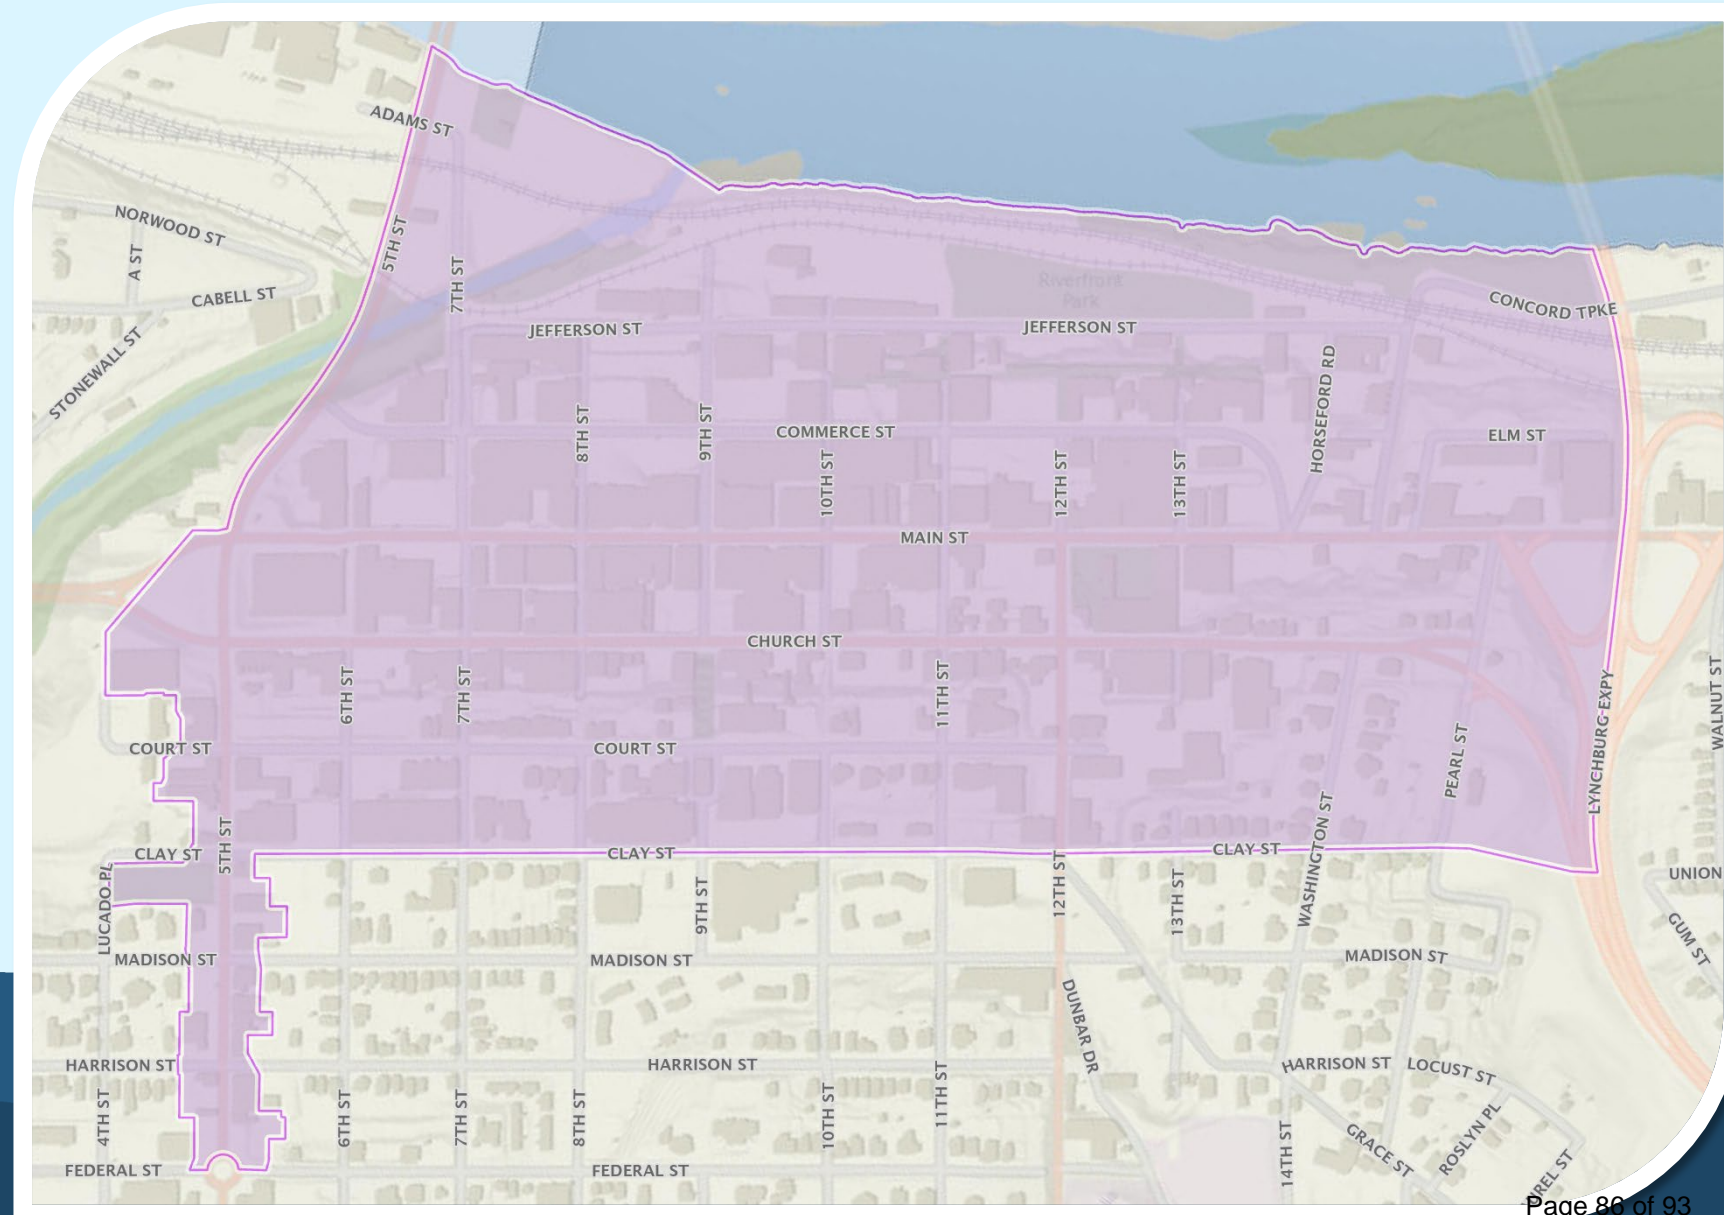 ADAMS ST
NORWOOD ST
A ST
5TH ST
7TH ST
CABELL ST
STONEWALL ST
Riverfront
Park
CONCORD TPKE
JEFFERSON ST
JEFFERSON ST
HORSEFORD RD
8TH ST
9TH ST
COMMERCE ST
ELM ST
10TH ST
12TH ST
13TH ST
MAIN ST
CHURCH ST
6TH ST
7TH ST
11TH ST
LYNCHBURG EXPY
WALNUT ST
COURT ST
COURT ST
PEARL ST
5TH ST
CLAY ST
CLAY ST
CLAY ST
WASHINGTON ST
LUCADO PL
9TH ST
12TH ST
13TH ST
UNION
GUM ST
MADISON ST
MADISON ST
MADISON ST
DUNBAR DR
HARRISON ST
HARRISON ST
HARRISON ST
LOCUST ST
4TH ST
6TH ST
7TH ST
8TH ST
10TH ST
11TH ST
14TH ST
GRACE ST
ROSLYN PL
FEDERAL ST
FEDERAL ST
Page 86 of 93